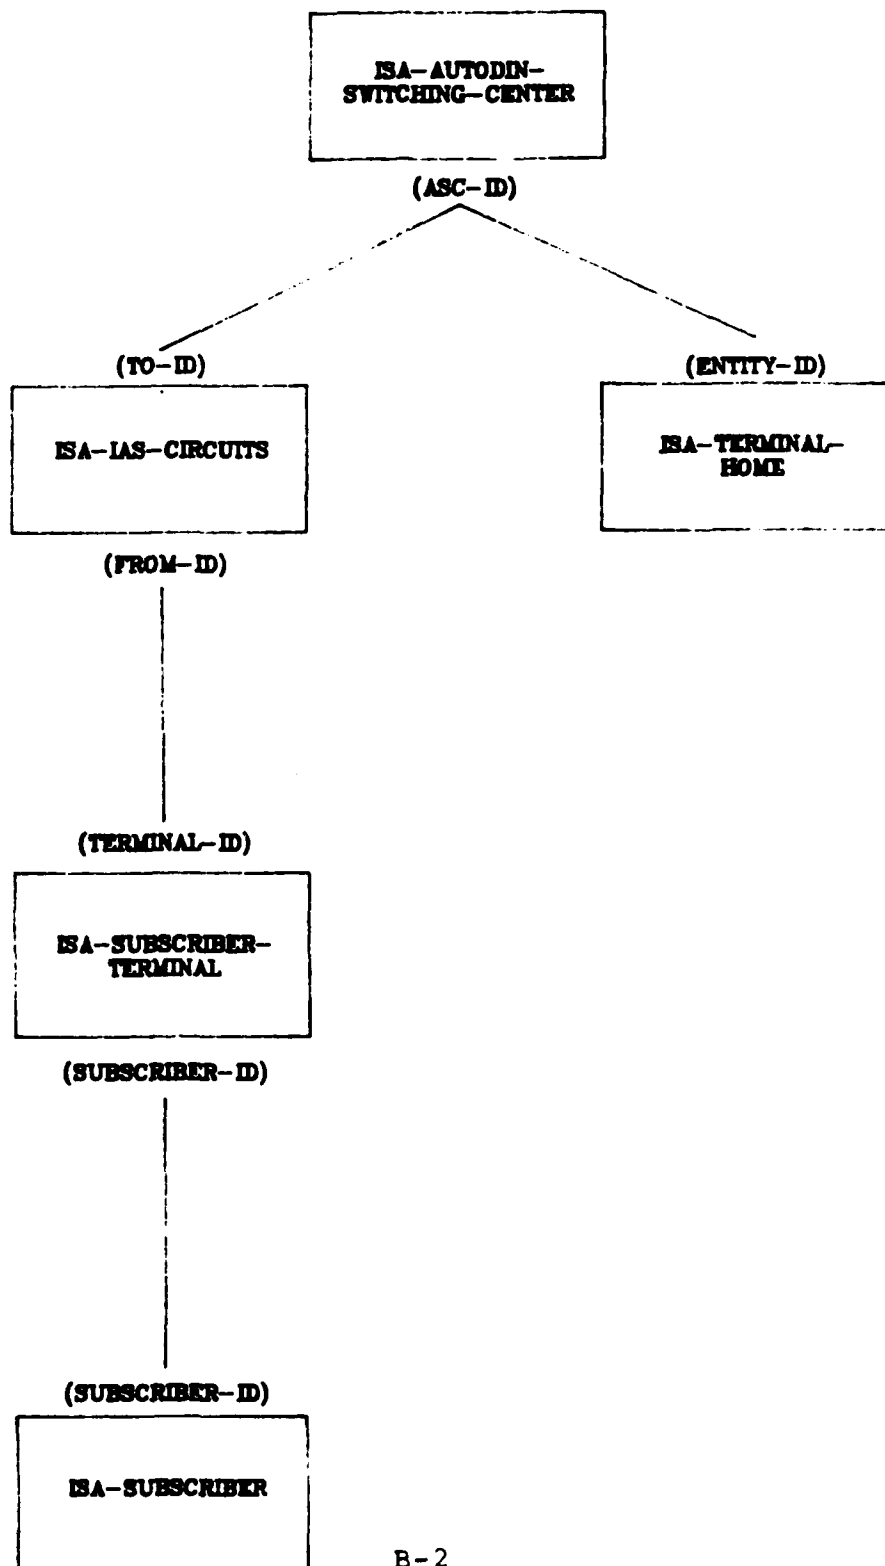 ISA-AUTODIN-
SWITCHING-CENTER
(ASC-ID)
(TO-ID)
(ENTITY-ID)
ISA-IAS-CIRCUITS
ISA-TERMINAL-
HOME
(FROM-ID)
(TERMINAL-ID)
ISA-SUBSCRIBER-
TERMINAL
(SUBSCRIBER-ID)
(SUBSCRIBER-ID)
ISA-SUBSCRIBER
B-2